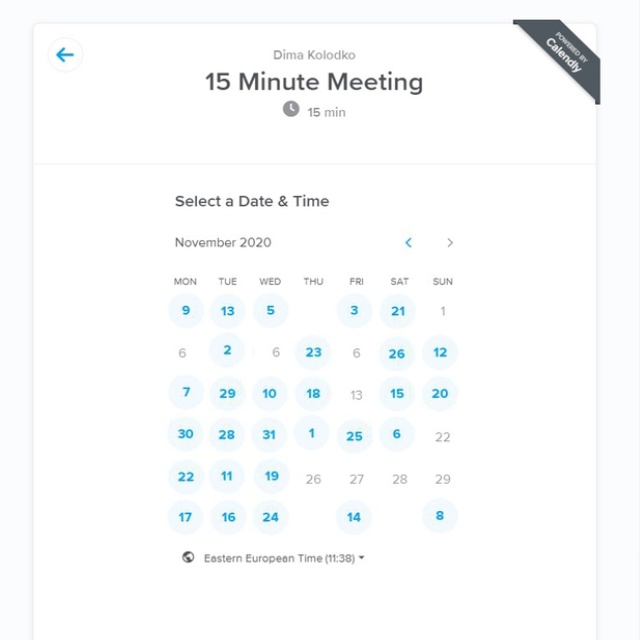 POWERED BY
Calendly
Dima Kolodko
15 Minute Meeting
15 min
Select a Date & Time
November 2020
MON TUE WED THU FRI SAT SUN
9 13 5 3 21 1
6 2 6 23 6 26 12
7 29 10 18 13 15 20
30 28 31 1 25 6 22
22 11 19 26 27 28 29
17 16 24 14 8
Eastern European Time (11:38)